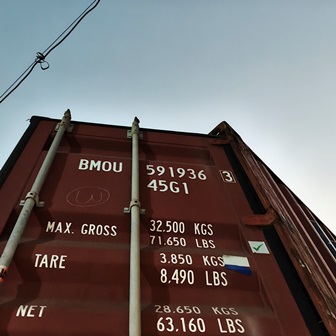 BMOU 591936 3
45G1
MAX. GROSS 32.500 KGS
71.650 LBS
TARE 3.850 KGS
8.490 LBS
NET 28.650 KGS
63.160 LBS